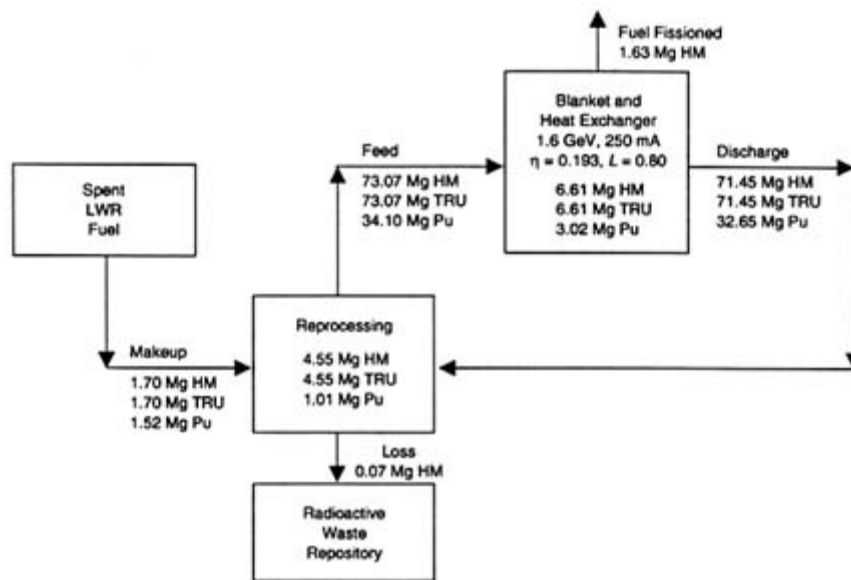 Fuel Fissioned
1.63 Mg HM
Blanket and
Heat Exchanger
1.6 GeV, 250 mA
η = 0.193, L = 0.80
6.61 Mg HM
6.61 Mg TRU
3.02 Mg Pu
Feed
73.07 Mg HM
73.07 Mg TRU
34.10 Mg Pu
Discharge
71.45 Mg HM
71.45 Mg TRU
32.65 Mg Pu
Spent
LWR
Fuel
Reprocessing
4.55 Mg HM
4.55 Mg TRU
1.01 Mg Pu
Makeup
1.70 Mg HM
1.70 Mg TRU
1.52 Mg Pu
Loss
0.07 Mg HM
Radioactive
Waste
Repository